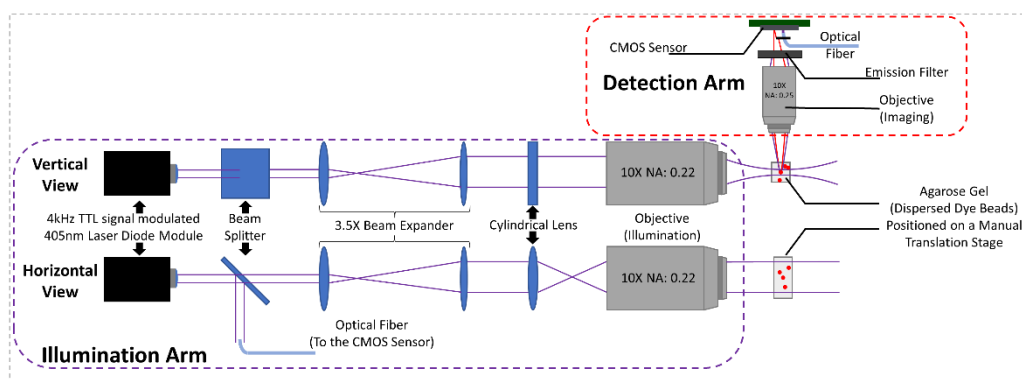 CMOS Sensor
Optical
Fiber
Emission Filter
Detection Arm
10X
NA: 0.25
Objective
(Imaging)
Vertical
View
10X NA: 0.22
4kHz TTL signal modulated
405nm Laser Diode Module
Beam
Splitter
3.5X Beam Expander
Cylindrical Lens
Objective
(Illumination)
Agarose Gel
(Dispersed Dye Beads)
Positioned on a Manual
Translation Stage
Horizontal
View
10X NA: 0.22
Optical Fiber
(To the CMOS Sensor)
Illumination Arm